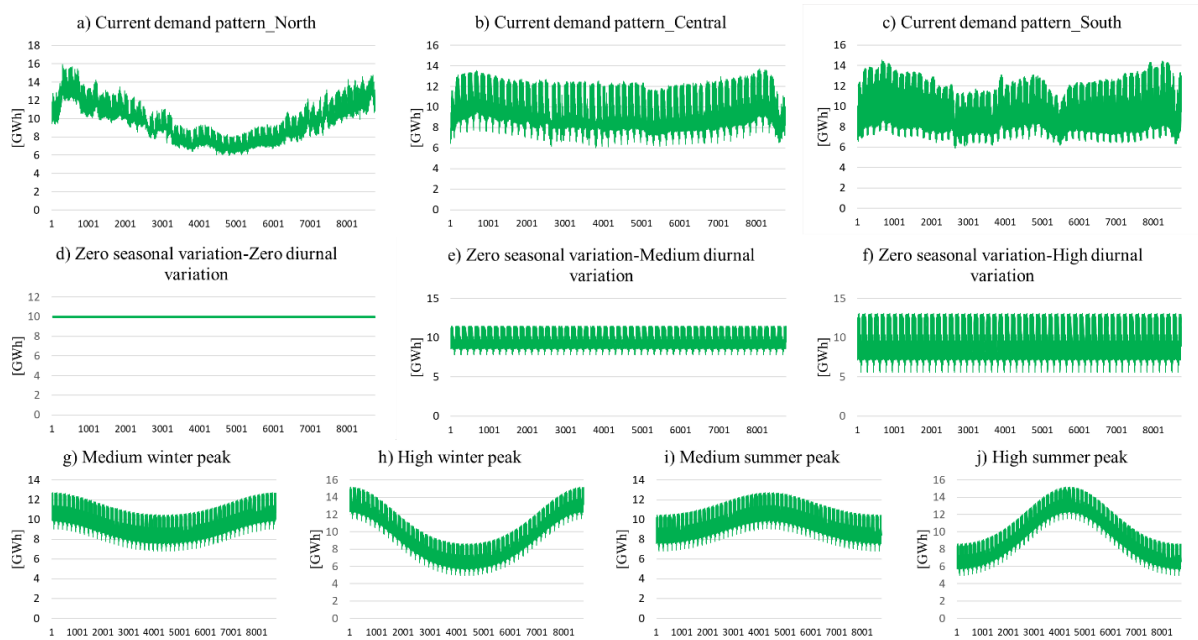 a) Current demand pattern_North
b) Current demand pattern_Central
c) Current demand pattern_South
[GWh]
18
16
14
12
10
8
6
4
2
0
1 1001 2001 3001 4001 5001 6001 7001 8001
[GWh]
16
14
12
10
8
6
4
2
0
1 1001 2001 3001 4001 5001 6001 7001 8001
[GWh]
16
14
12
10
8
6
4
2
0
1 1001 2001 3001 4001 5001 6001 7001 8001
d) Zero seasonal variation-Zero diurnal
variation
e) Zero seasonal variation-Medium diurnal
variation
f) Zero seasonal variation-High diurnal
variation
[GWh]
12
10
8
6
4
2
0
1 1001 2001 3001 4001 5001 6001 7001 8001
[GWh]
15
10
5
0
1 1001 2001 3001 4001 5001 6001 7001 8001
[GWh]
15
10
5
0
1 1001 2001 3001 4001 5001 6001 7001 8001
g) Medium winter peak
h) High winter peak
i) Medium summer peak
j) High summer peak
[GWh]
14
12
10
8
6
4
2
0
1 1001 2001 3001 4001 5001 6001 7001 8001
[GWh]
16
14
12
10
8
6
4
2
0
1 1001 2001 3001 4001 5001 6001 7001 8001
[GWh]
14
12
10
8
6
4
2
0
1 1001 2001 3001 4001 5001 6001 7001 8001
[GWh]
16
14
12
10
8
6
4
2
0
1 1001 2001 3001 4001 5001 6001 7001 8001